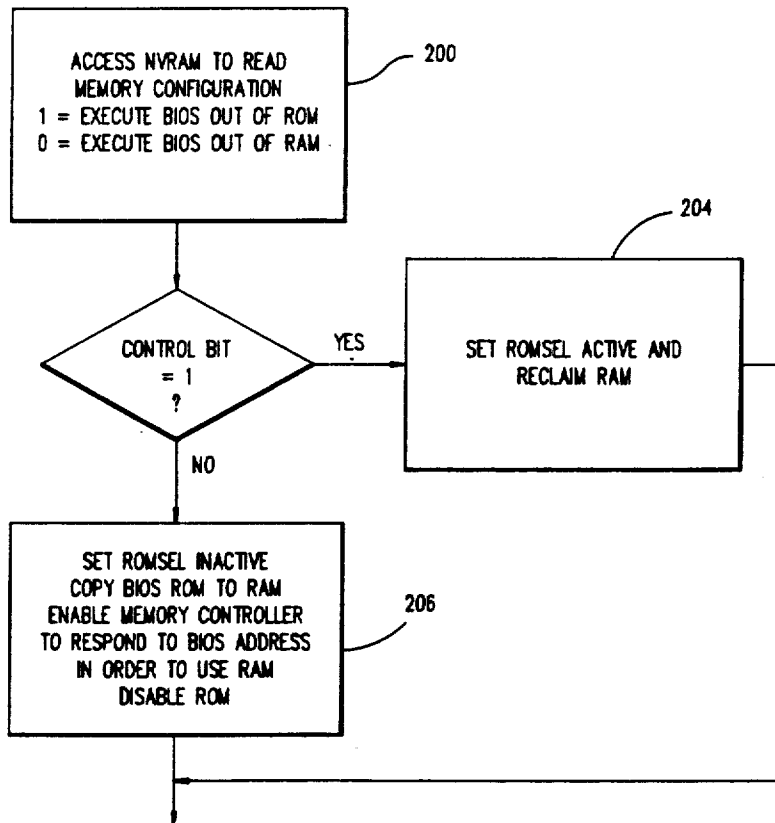 ACCESS NVRAM TO READ
MEMORY CONFIGURATION
1 = EXECUTE BIOS OUT OF ROM
0 = EXECUTE BIOS OUT OF RAM
200
CONTROL BIT
= 1
?
YES
NO
204
SET ROMSEL ACTIVE AND
RECLAIM RAM
SET ROMSEL INACTIVE
COPY BIOS ROM TO RAM
ENABLE MEMORY CONTROLLER
TO RESPOND TO BIOS ADDRESS
IN ORDER TO USE RAM
DISABLE ROM
206